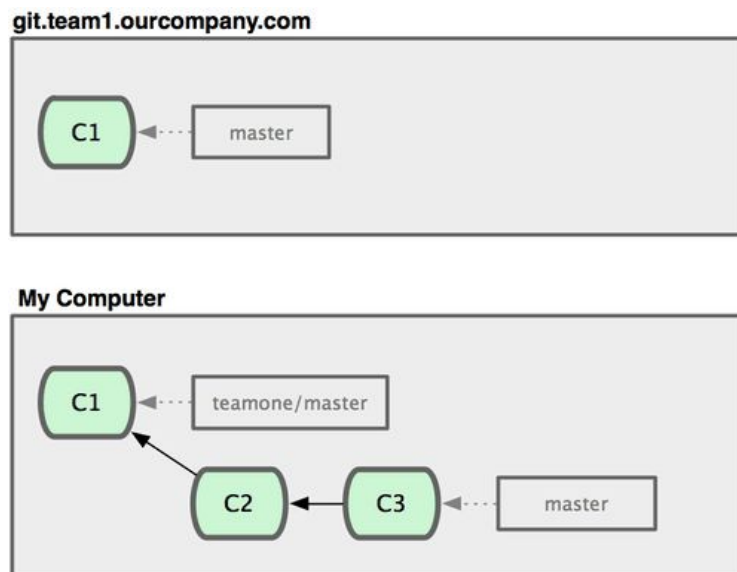 git.team1.ourcompany.com
C1
master
My Computer
C1
teamone/master
C2
C3
master